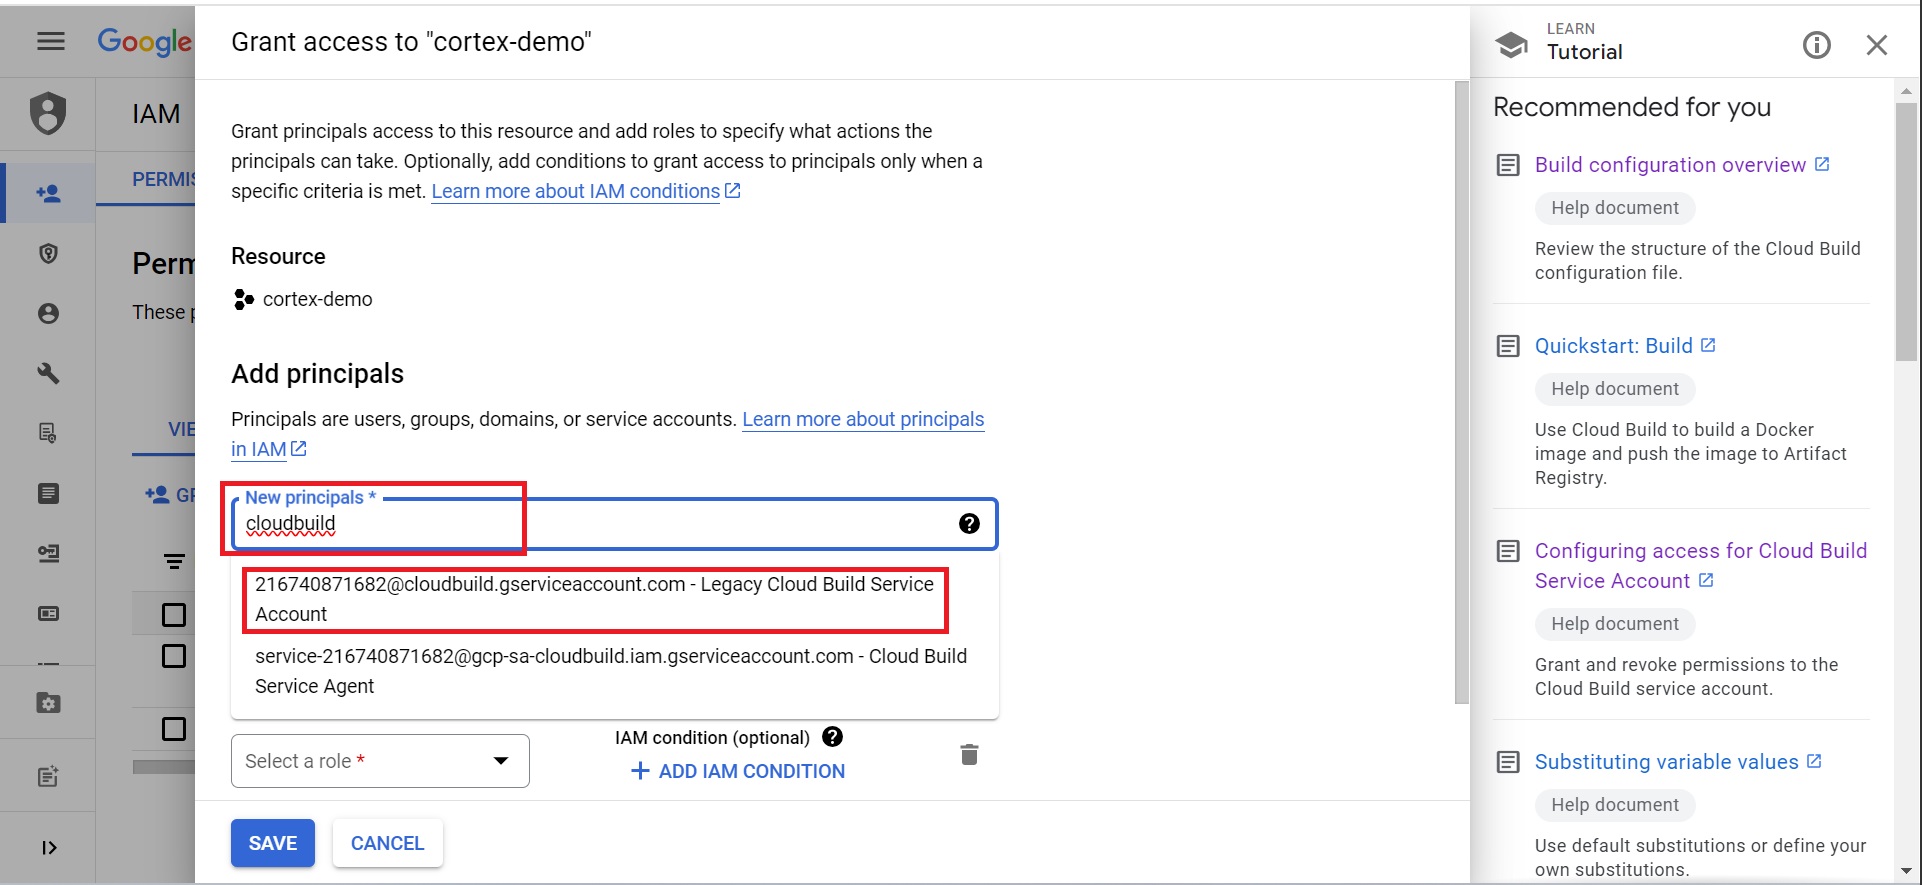 Google
IAM
PERMIS
Perm
These p
VIE
GR
Grant access to "cortex-demo"
Grant principals access to this resource and add roles to specify what actions the
principals can take. Optionally, add conditions to grant access to principals only when a
specific criteria is met. Learn more about IAM conditions
Resource
cortex-demo
Add principals
Principals are users, groups, domains, or service accounts. Learn more about principals
in IAM
New principals *
cloudbuild
216740871682@cloudbuild.gserviceaccount.com - Legacy Cloud Build Service
Account
service-216740871682@gcp-sa-cloudbuild.iam.gserviceaccount.com - Cloud Build
Service Agent
Select a role *
IAM condition (optional)
+ ADD IAM CONDITION
SAVE
CANCEL
LEARN
Tutorial
Recommended for you
Build configuration overview
Help document
Review the structure of the Cloud Build
configuration file.
Quickstart: Build
Help document
Use Cloud Build to build a Docker
image and push the image to Artifact
Registry.
Configuring access for Cloud Build
Service Account
Help document
Grant and revoke permissions to the
Cloud Build service account.
Substituting variable values
Help document
Use default substitutions or define your
own substitutions.